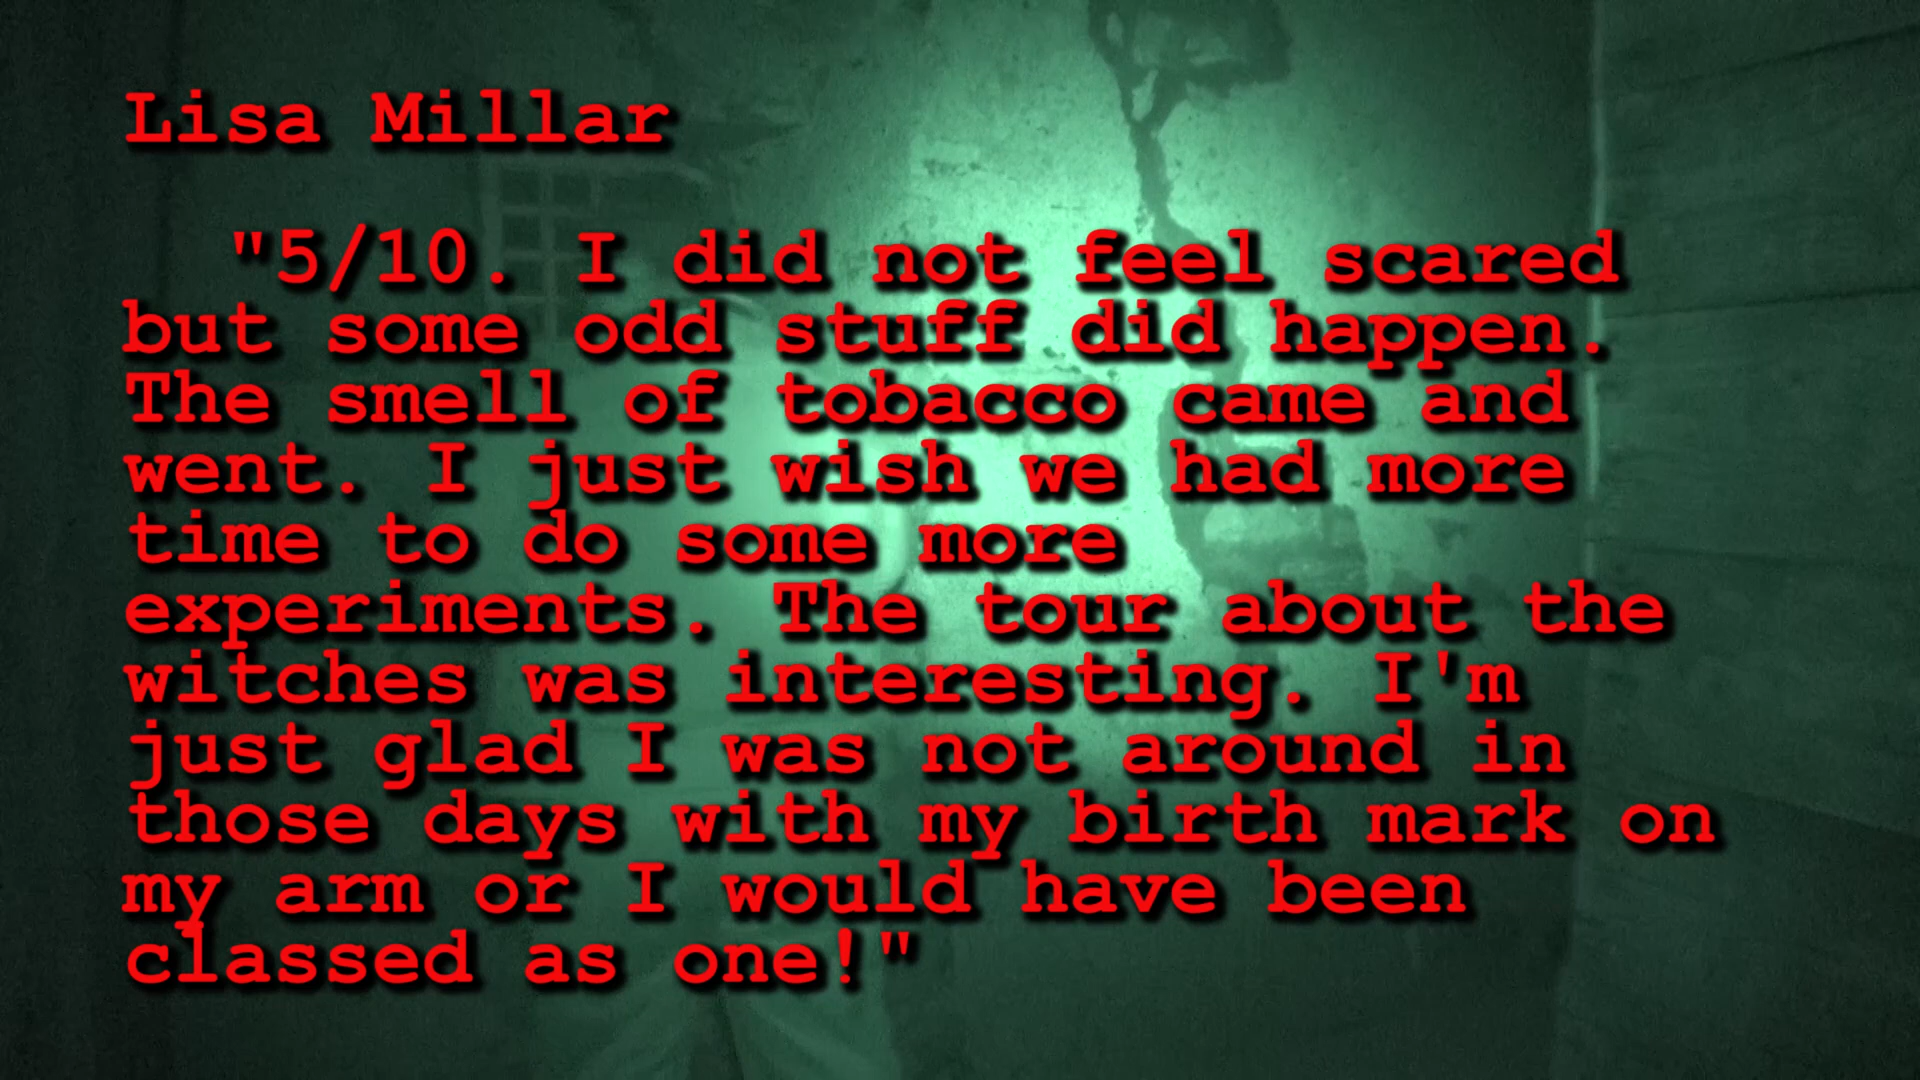 Lisa Millar
"5/10. I did not feel scared
but some odd stuff did happen.
The smell of tobacco came and
went. I just wish we had more
time to do some more
experiments. The tour about the
witches was interesting. I'm
just glad I was not around in
those days with my birth mark on
my arm or I would have been
classed as one!"